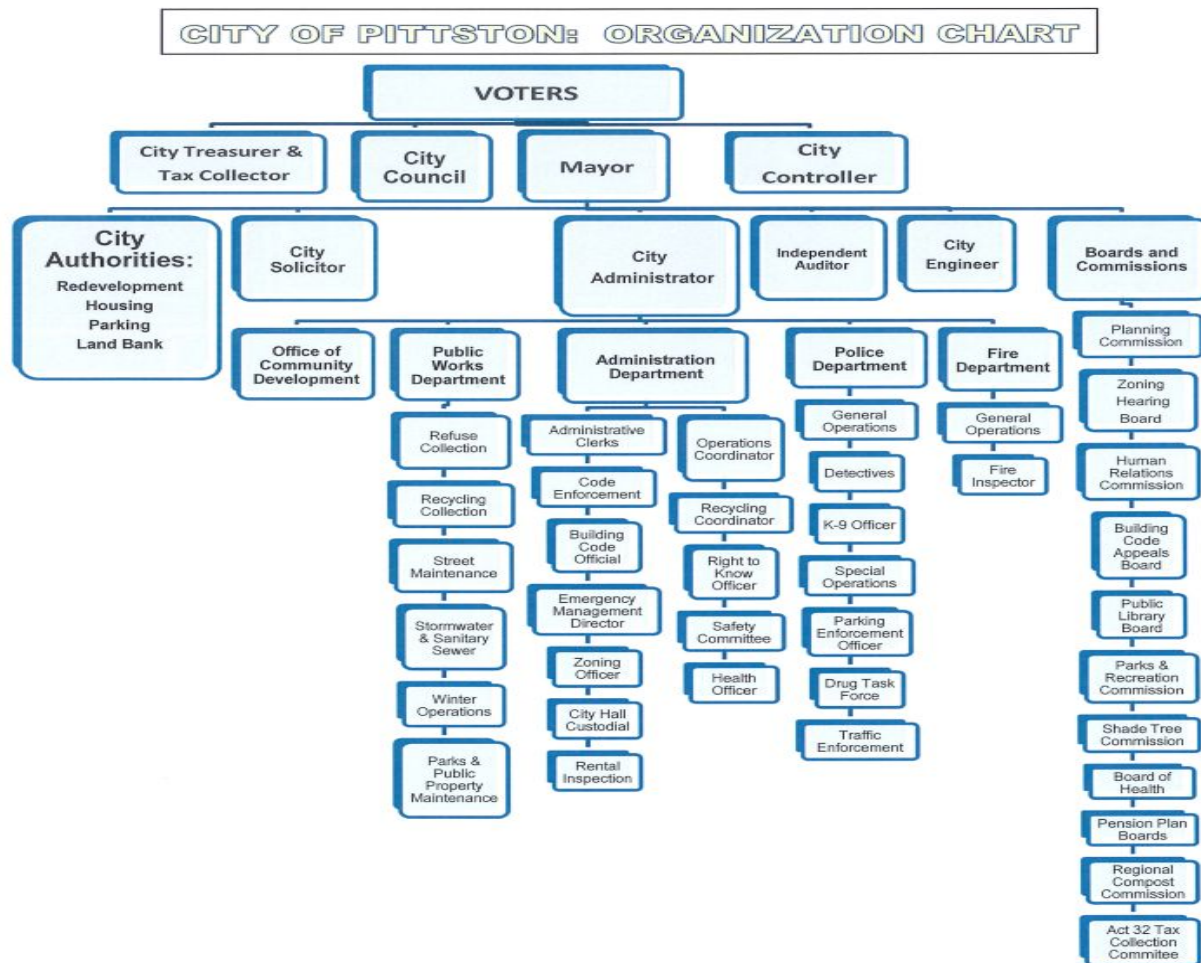 CITY OF PITTSTON: ORGANIZATION CHART
VOTERS
City Treasurer &
Tax Collector
City
Council
Mayor
City
Controller
City
Authorities:
Redevelopment
Housing
Parking
Land Bank
City
Solicitor
City
Administrator
Independent
Auditor
City
Engineer
Boards and
Commissions
Office of
Community
Development
Public
Works
Department
Administration
Department
Police
Department
Fire
Department
Refuse
Collection
Recycling
Collection
Street
Maintenance
Stormwater
& Sanitary
Sewer
Winter
Operations
Parks &
Public
Property
Maintenance
Administrative
Clerks
Code
Enforcement
Building
Code
Official
Emergency
Management
Director
Zoning
Officer
City Hall
Custodial
Rental
Inspection
Operations
Coordinator
Recycling
Coordinator
Right to
Know
Officer
Safety
Committee
Health
Officer
General
Operations
Detectives
K-9 Officer
Special
Operations
Parking
Enforcement
Officer
Drug Task
Force
Traffic
Enforcement
General
Operations
Fire
Inspector
Planning
Commission
Zoning
Hearing
Board
Human
Relations
Commission
Building
Code
Appeals
Board
Public
Library
Board
Parks &
Recreation
Commission
Shade Tree
Commission
Board of
Health
Pension Plan
Boards
Regional
Compost
Commission
Act 32 Tax
Collection
Commitee